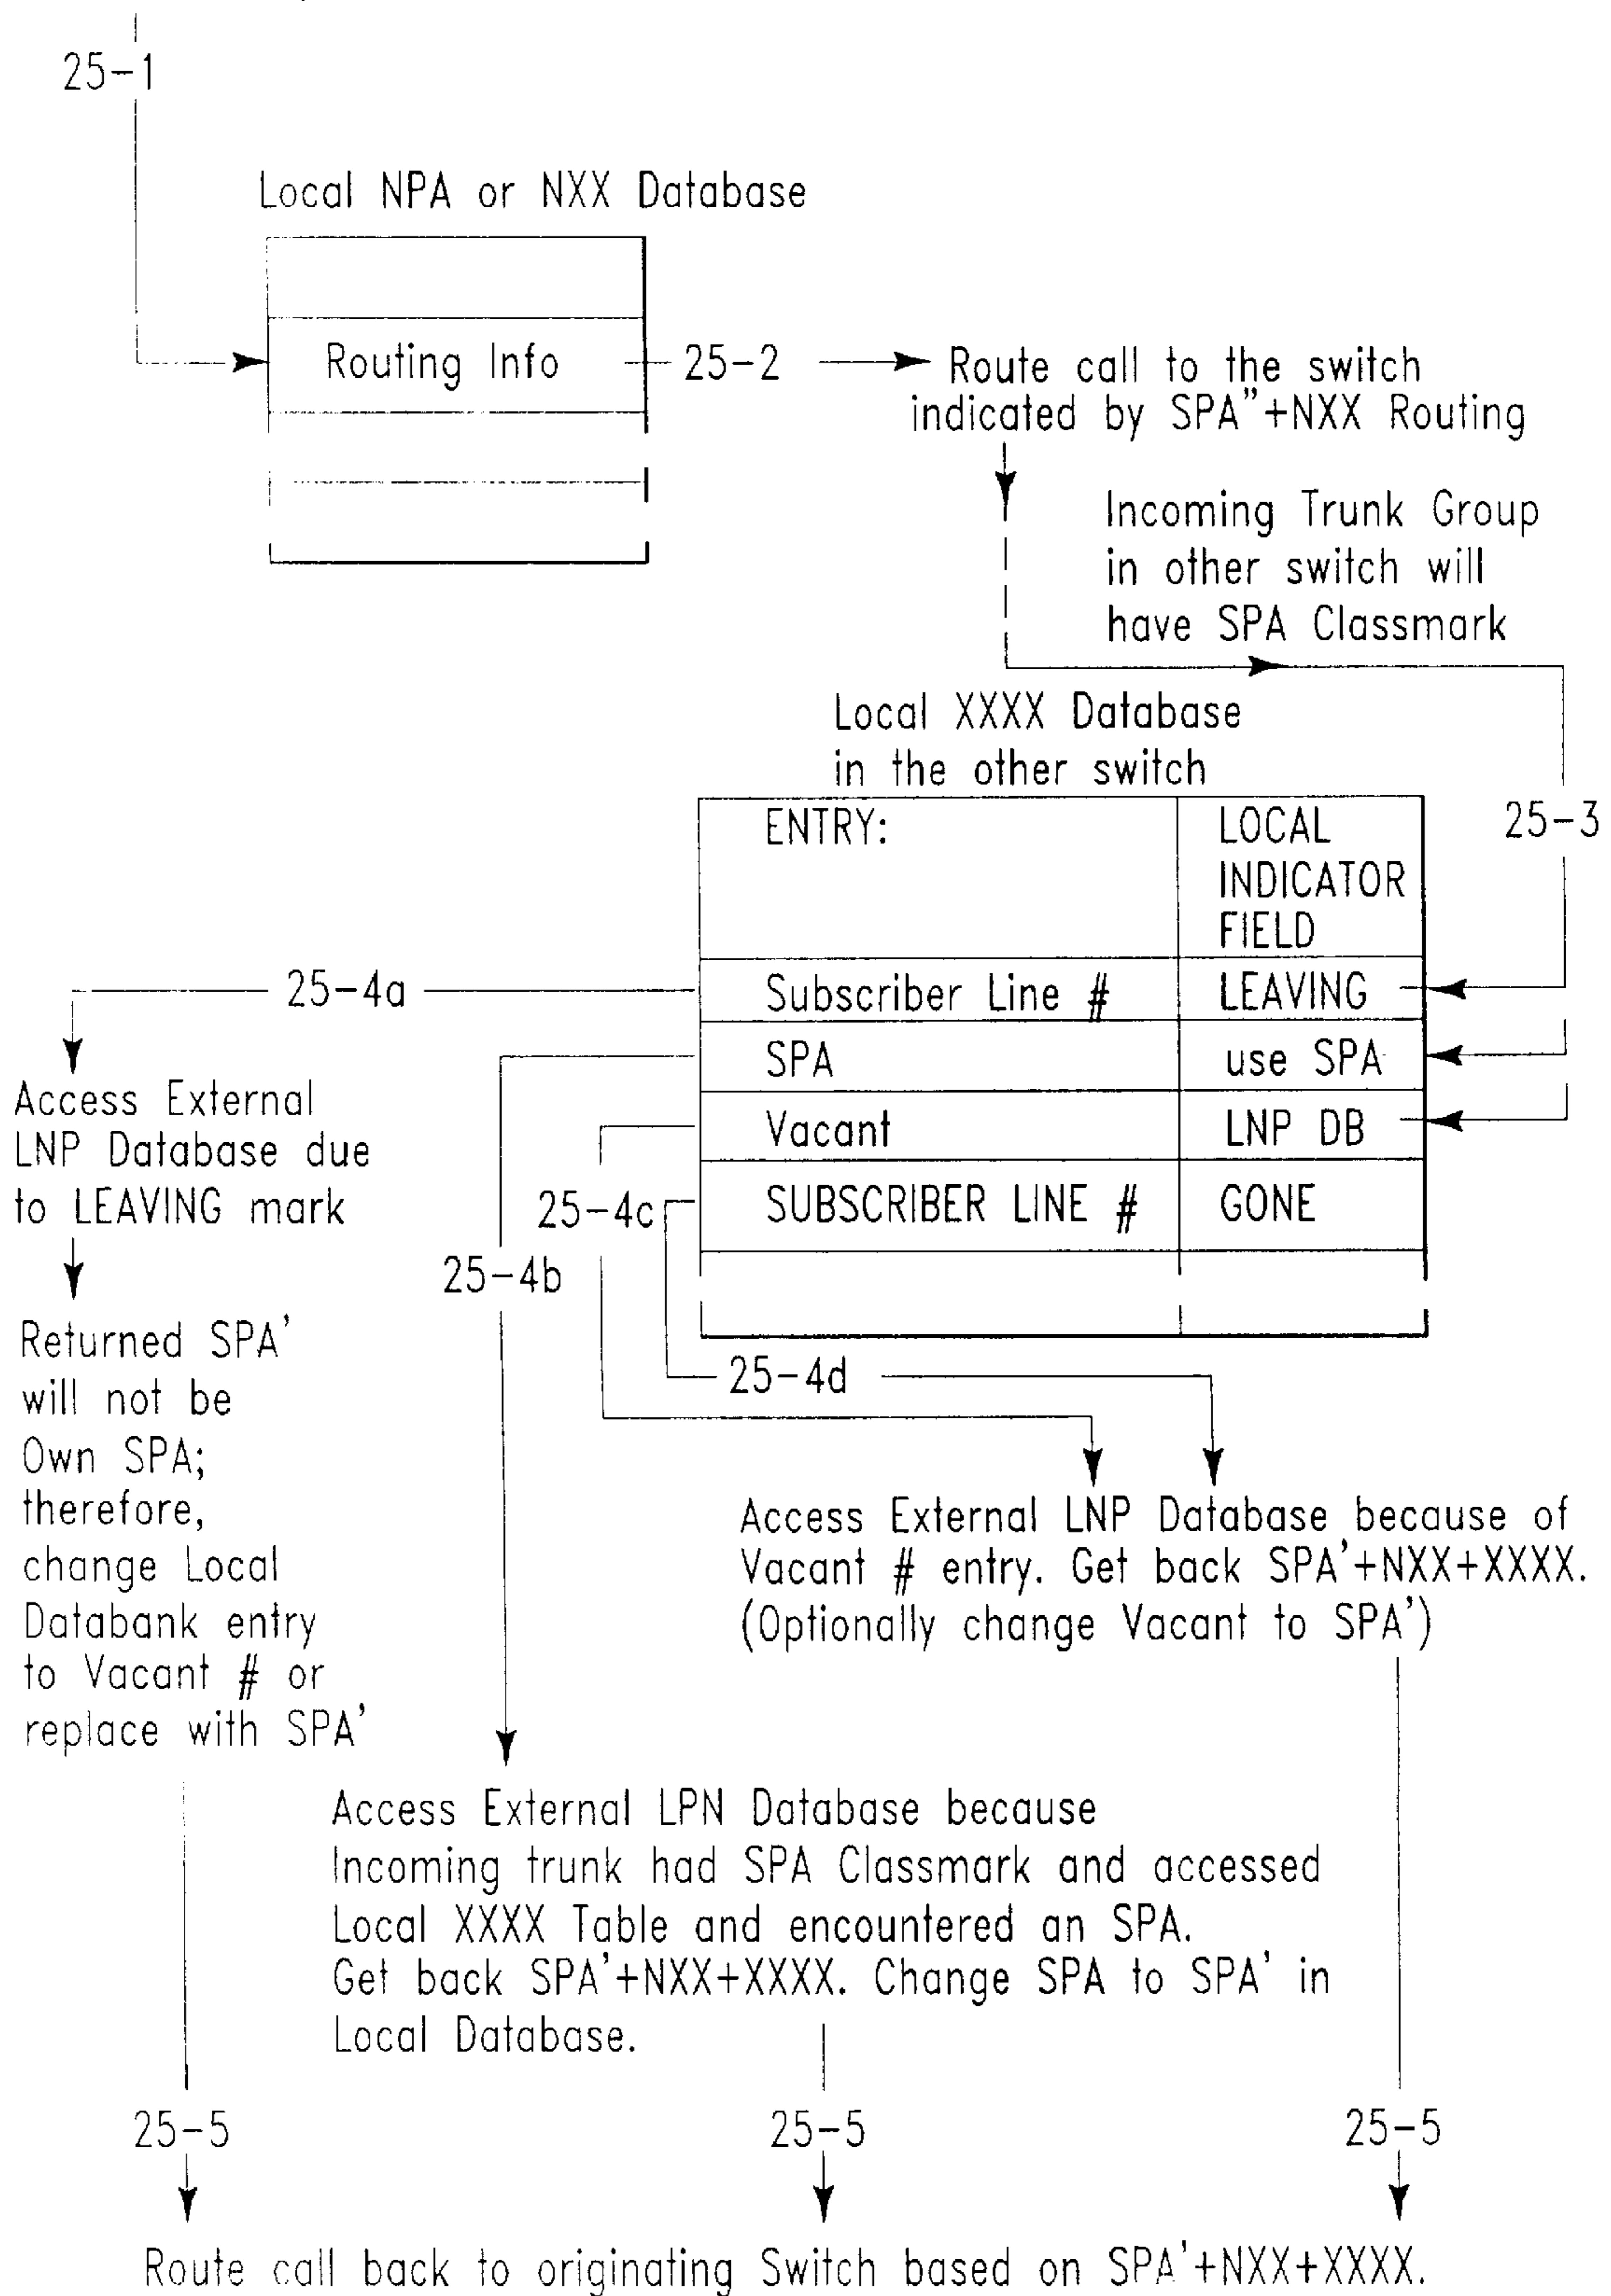 25-1
Local NPA or NXX Database
Routing Info
25-2
Route call to the switch
indicated by SPA"+NXX Routing
Incoming Trunk Group
in other switch will
have SPA Classmark
Local XXXX Database
in the other switch
25-3
ENTRY:
LOCAL
INDICATOR
FIELD
25-4a
Subscriber Line #
LEAVING
SPA
use SPA
Vacant
LNP DB
SUBSCRIBER LINE #
GONE
Access External
LNP Database due
to LEAVING mark
25-4c
25-4b
Returned SPA'
will not be
Own SPA;
therefore,
change Local
Databank entry
to Vacant # or
replace with SPA'
25-4d
Access External LNP Database because of
Vacant # entry. Get back SPA'+NXX+XXXX.
(Optionally change Vacant to SPA')
Access External LPN Database because
Incoming trunk had SPA Classmark and accessed
Local XXXX Table and encountered an SPA.
Get back SPA'+NXX+XXXX. Change SPA to SPA' in
Local Database.
25-5
25-5
25-5
Route call back to originating Switch based on SPA'+NXX+XXXX.